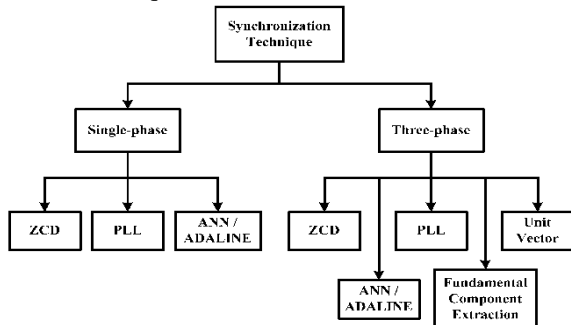 Synchronization
Technique
Single-phase
Three-phase
ZCD
PLL
ANN /
ADALINE
ZCD
PLL
Unit
Vector
ANN /
ADALINE
Fundamental
Component
Extraction